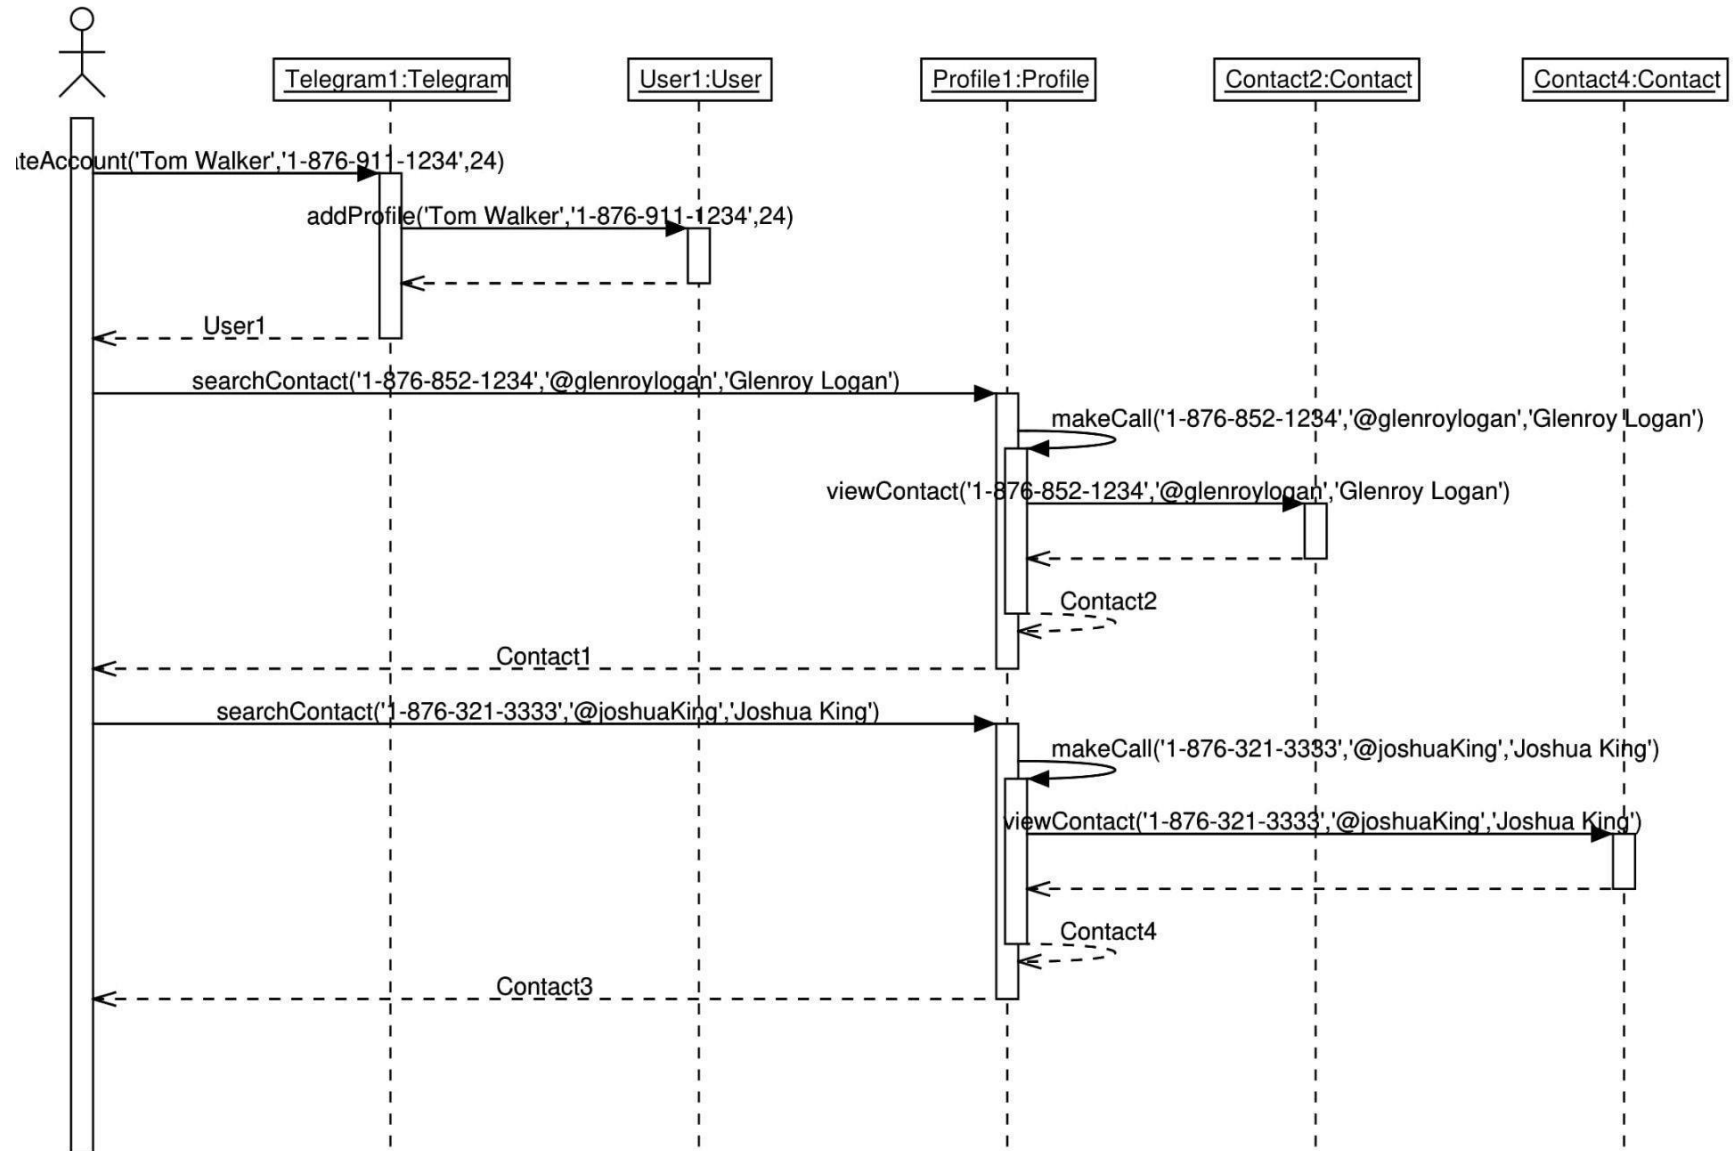 Telegram1:Telegram
User1:User
Profile1:Profile
Contact2:Contact
Contact4:Contact
teAccount('Tom Walker','1-876-911-1234',24)
addProfile('Tom Walker','1-876-911-1234',24)
User1
searchContact('1-876-852-1234','@glenroylogan','Glenroy Logan')
makeCall('1-876-852-1234','@glenroylogan','Glenroy Logan')
viewContact('1-876-852-1234','@glenroylogan','Glenroy Logan')
Contact2
Contact1
searchContact('1-876-321-3333','@joshuaKing','Joshua King')
makeCall('1-876-321-3333','@joshuaKing','Joshua King')
viewContact('1-876-321-3333','@joshuaKing','Joshua King')
Contact4
Contact3